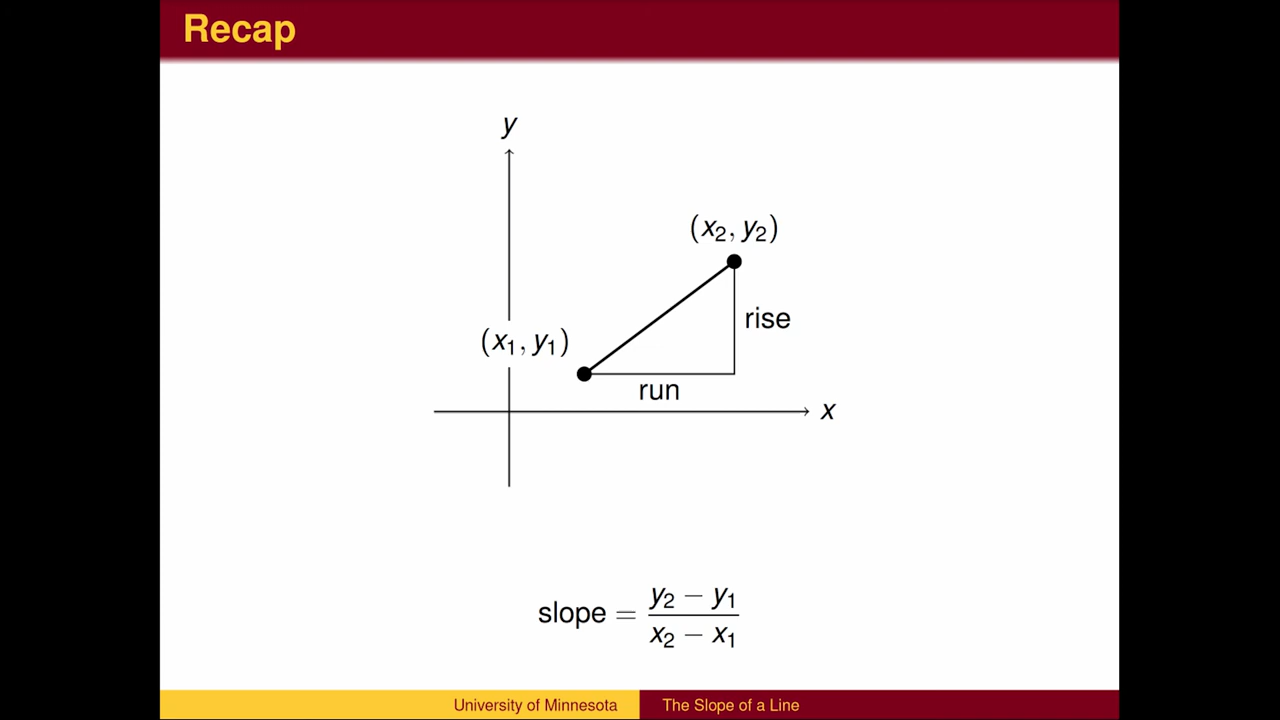 Recap
y
(x₂, y₂)
rise
(x₁, y₁)
run
x
slope = (y₂ − y₁)/(x₂ − x₁)
University of Minnesota
The Slope of a Line